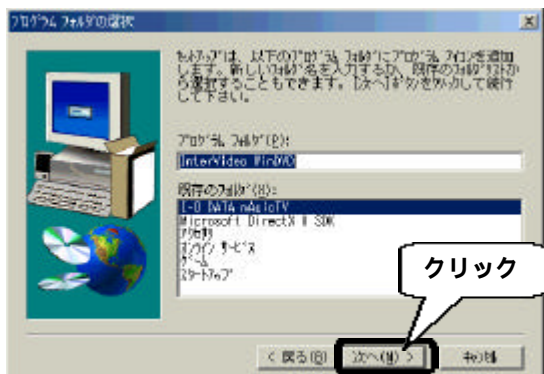 プログラム フォルダの選択
セットアップは、以下のプログラム フォルダにプログラム アイコンを追加
します。新しいフォルダ名を入力するか、既存のフォルダ リストか
ら選択することもできます。[次へ]ボタンをクリックして続行
して下さい。
プログラム フォルダ(P):
InterVideo WinDVD
既存のフォルダ(X):
I-O DATA mAgicTV
Microsoft DirectX 8 SDK
アクセサリ
オンライン サービス
ゲーム
スタートアップ
クリック
< 戻る(B)
次へ(N) >
キャンセル